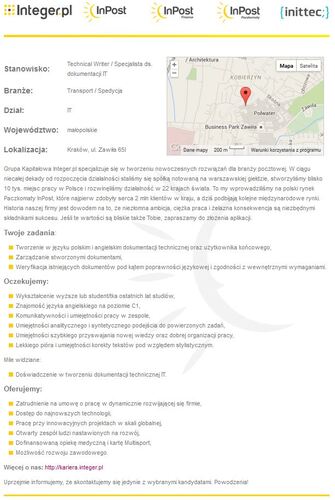 Integer.pl InPost InPost Finanse InPost Paczkomaty {inittec}
Stanowisko: Technical Writer / Specjalista ds.
dokumentacji IT
Branże: Transport / Spedycja
Dział: IT
Województwo: małopolskie
Lokalizacja: Kraków, ul. Zawiła 65l
Architektury
KOBIERZYN
Mapa Satelita
Polwater
Business Park Zawiła
Dane mapy 200 m Warunki korzystania z programu
Grupa Kapitałowa Integer.pl specjalizuje się w tworzeniu nowoczesnych rozwiązań dla branży pocztowej. W ciągu
niecałej dekady od rozpoczęcia działalności staliśmy się spółką notowaną na warszawskiej giełdzie, stworzyliśmy blisko
10 tys. miejsc pracy w Polsce i rozwinęliśmy działalność w 22 krajach świata. To my wprowadziliśmy na polski rynek
Paczkomaty InPost, które najpierw zdobyły serca 2 mln klientów w kraju, a dziś podbijają kolejne międzynarodowe rynki.
Historia naszej firmy jest dowodem na to, że niezłomna ambicja, ciężka praca i żelazna konsekwencja są niezbędnymi
składnikami sukcesu. Jeśli te wartości są bliskie także Tobie, zapraszamy do złożenia aplikacji.
Twoje zadania:
Tworzenie w języku polskim i angielskim dokumentacji technicznej oraz użytkownika końcowego,
Zarządzanie stworzonymi dokumentami,
Weryfikacja istniejących dokumentów pod kątem poprawności językowej i zgodności z wewnętrznymi wymaganiami.
Oczekujemy:
Wykształcenie wyższe lub student/ka ostatnich lat studiów,
Znajomość języka angielskiego na poziomie C1,
Komunikatywności i umiejętności pracy w zespole,
Umiejętności analitycznego i syntetycznego podejścia do powierzonych zadań,
Umiejętności szybkiego przyswajania nowej wiedzy oraz dobrej organizacji pracy,
Lekkiego pióra i umiejętności korekty tekstów pod względem stylistycznym.
Mile widziane:
Doświadczenie w tworzeniu dokumentacji technicznej IT.
Oferujemy:
Zatrudnienie na umowę o pracę w dynamicznie rozwijającej się firmie,
Dostęp do najnowszych technologii,
Pracę przy innowacyjnych projektach w skali globalnej,
Otwarty zespół ludzi nastawionych na rozwój,
Dofinansowaną opiekę medyczną i kartę Multisport,
Możliwość rozwoju zawodowego.
Więcej o nas: http://kariera.integer.pl
Uprzejmie informujemy, że skontaktujemy się jedynie z wybranymi kandydatami. Powodzenia!